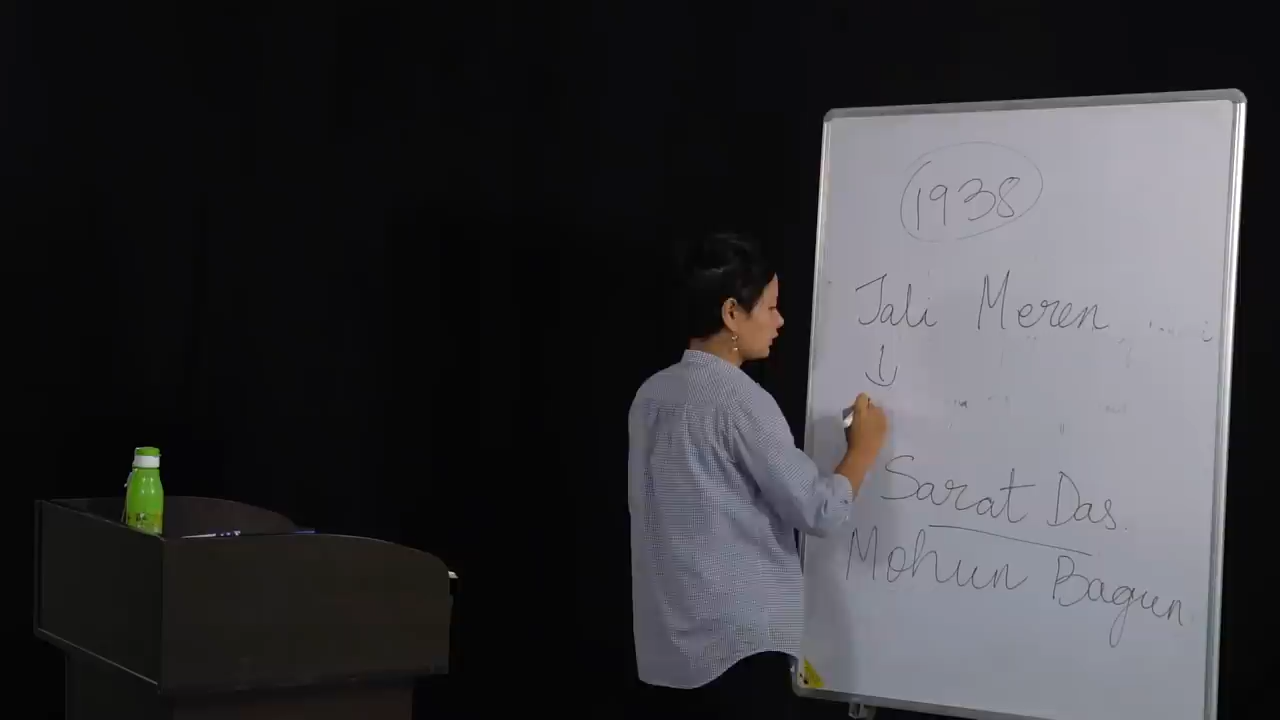 1938
Jali Meren
↓
Sarat Das.
Mohun Bagun